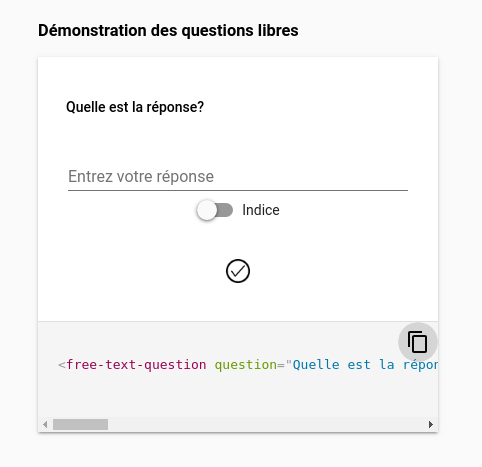 Démonstration des questions libres
Quelle est la réponse?
Entrez votre réponse
Indice
<free-text-question question="Quelle est la répon